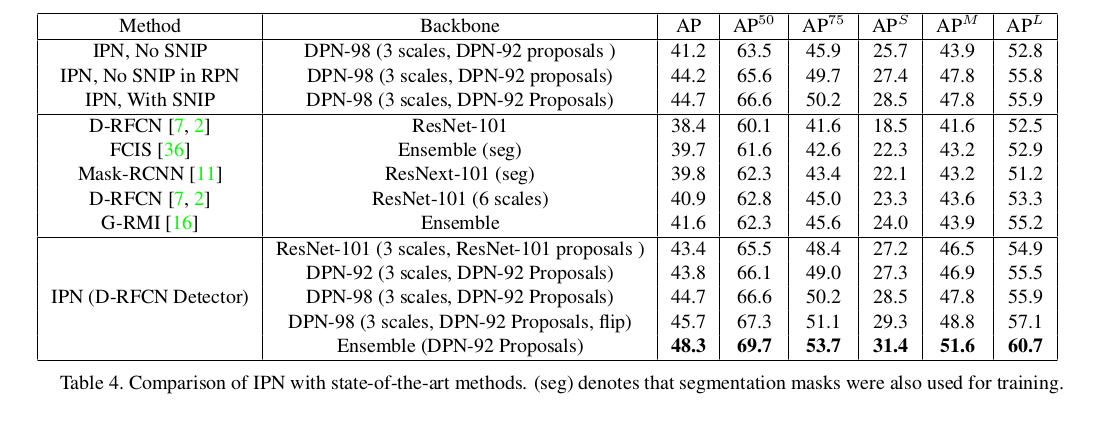 Method Backbone AP AP^50 AP^75 AP^S AP^M AP^L
IPN, No SNIP DPN-98 (3 scales, DPN-92 proposals ) 41.2 63.5 45.9 25.7 43.9 52.8
IPN, No SNIP in RPN DPN-98 (3 scales, DPN-92 proposals) 44.2 65.6 49.7 27.4 47.8 55.8
IPN, With SNIP DPN-98 (3 scales, DPN-92 Proposals) 44.7 66.6 50.2 28.5 47.8 55.9
D-RFCN [7, 2] ResNet-101 38.4 60.1 41.6 18.5 41.6 52.5
FCIS [36] Ensemble (seg) 39.7 61.6 42.6 22.3 43.2 52.9
Mask-RCNN [11] ResNext-101 (seg) 39.8 62.3 43.4 22.1 43.2 51.2
D-RFCN [7, 2] ResNet-101 (6 scales) 40.9 62.8 45.0 23.3 43.6 53.3
G-RMI [16] Ensemble 41.6 62.3 45.6 24.0 43.9 55.2
ResNet-101 (3 scales, ResNet-101 proposals ) 43.4 65.5 48.4 27.2 46.5 54.9
DPN-92 (3 scales, DPN-92 Proposals) 43.8 66.1 49.0 27.3 46.9 55.5
IPN (D-RFCN Detector) DPN-98 (3 scales, DPN-92 Proposals) 44.7 66.6 50.2 28.5 47.8 55.9
DPN-98 (3 scales, DPN-92 Proposals, flip) 45.7 67.3 51.1 29.3 48.8 57.1
Ensemble (DPN-92 Proposals) 48.3 69.7 53.7 31.4 51.6 60.7
Table 4. Comparison of IPN with state-of-the-art methods. (seg) denotes that segmentation masks were also used for training.